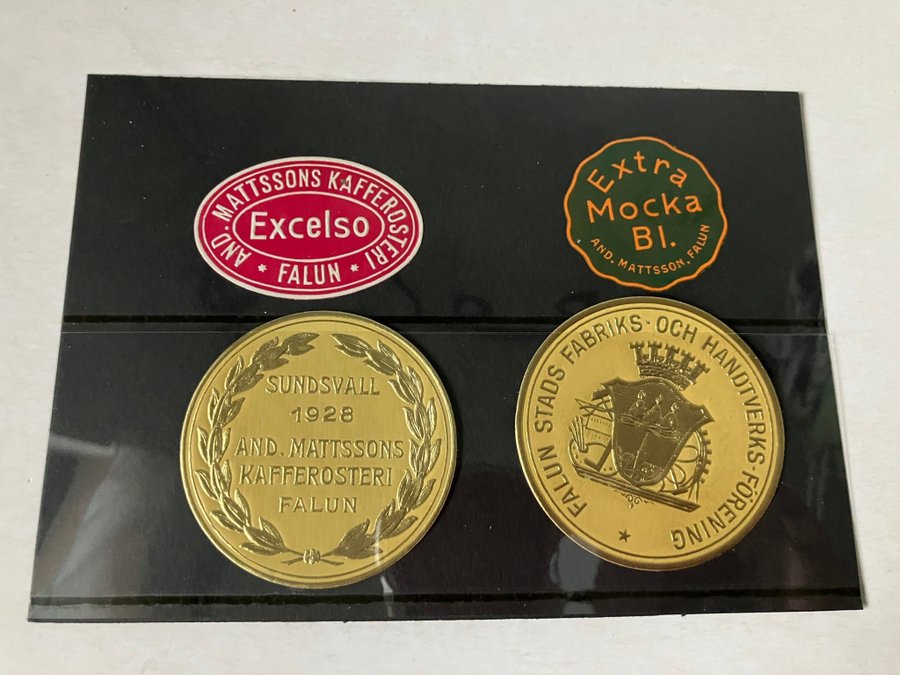 AND. MATTSSONS KAFFEROSTERI
Excelso
* FALUN *
Extra
Mocka
Bl.
AND. MATTSSON, FALUN
SUNDSVALL
1928
AND. MATTSSONS
KAFFEROSTERI
FALUN
FALUN STADS FABRIKS- OCH HANDTVERKS-FÖRENING